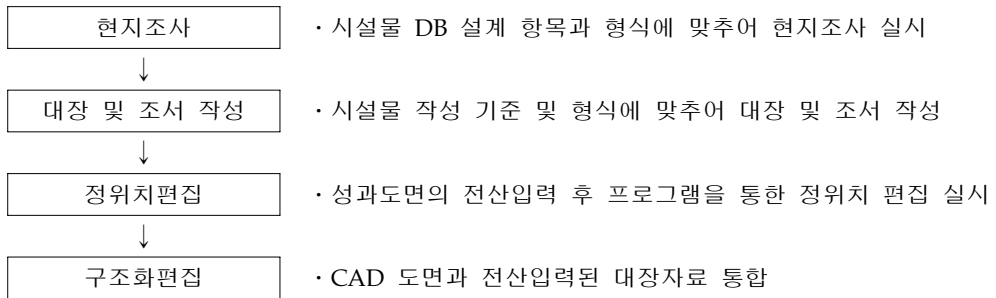 현지조사 ・시설물 DB 설계 항목과 형식에 맞추어 현지조사 실시
↓
대장 및 조서 작성 ・시설물 작성 기준 및 형식에 맞추어 대장 및 조서 작성
↓
정위치편집 ・성과도면의 전산입력 후 프로그램을 통한 정위치 편집 실시
↓
구조화편집 ・CAD 도면과 전산입력된 대장자료 통합